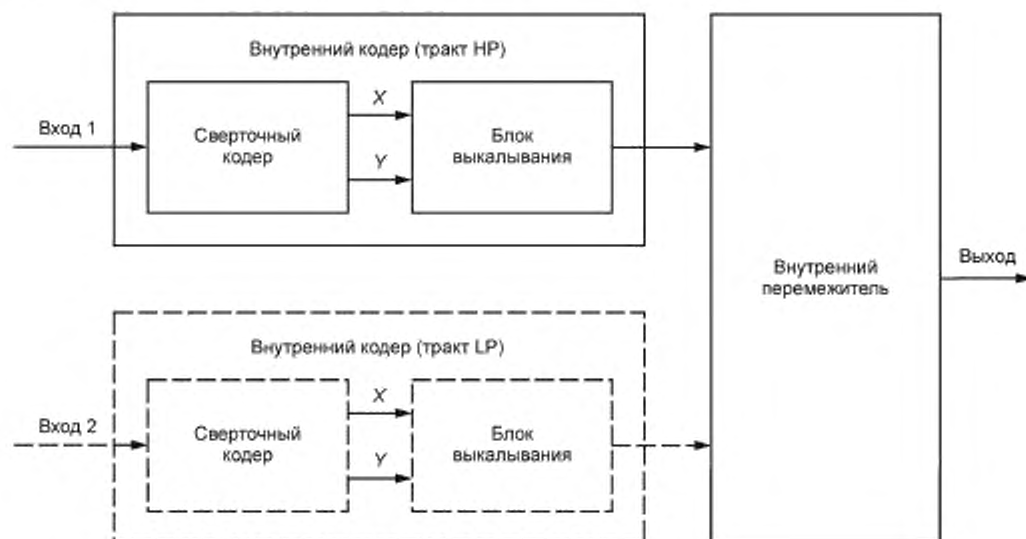 Внутренний кодер (тракт HP)
Вход 1
Сверточный
кодер
X
Y
Блок
выкалывания
Внутренний
перемежитель
Выход
Внутренний кодер (тракт LP)
Вход 2
Сверточный
кодер
X
Y
Блок
выкалывания